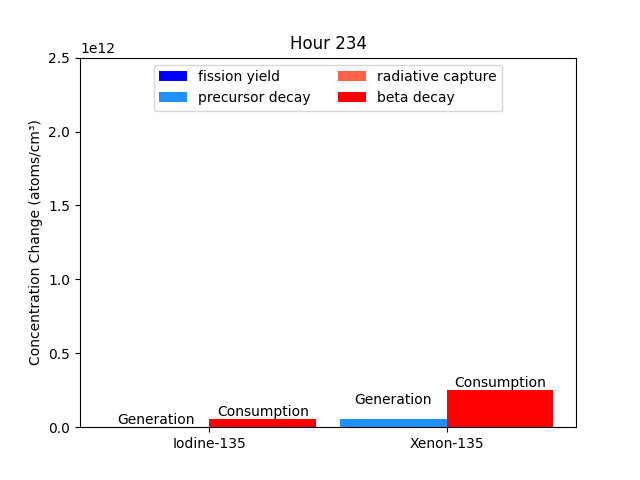 Hour 234
1e12
2.5
2.0
1.5
1.0
0.5
0.0
Concentration Change (atoms/cm³)
fission yield
precursor decay
radiative capture
beta decay
Generation
Consumption
Generation
Consumption
Iodine-135
Xenon-135